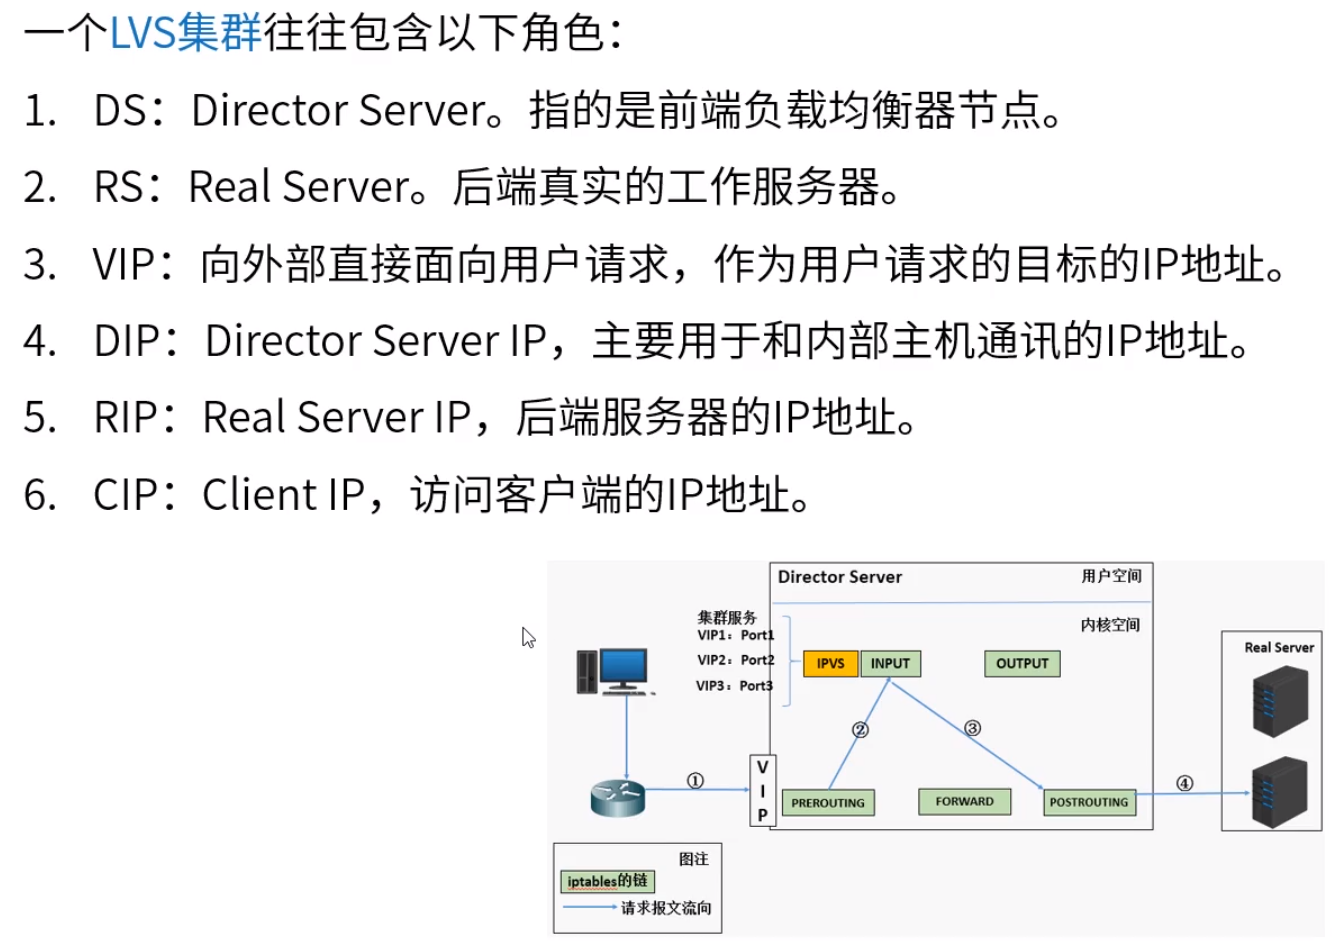 一个LVS集群往往包含以下角色：
1. DS：Director Server。指的是前端负载均衡器节点。
2. RS：Real Server。后端真实的工作服务器。
3. VIP：向外部直接面向用户请求，作为用户请求的目标的IP地址。
4. DIP：Director Server IP，主要用于和内部主机通讯的IP地址。
5. RIP：Real Server IP，后端服务器的IP地址。
6. CIP：Client IP，访问客户端的IP地址。
Director Server
用户空间
集群服务
VIP1：Port1
VIP2：Port2
VIP3：Port3
内核空间
IPVS
INPUT
OUTPUT
Real Server
②
③
①
VIP
PREROUTING
FORWARD
POSTROUTING
④
图注
iptables的链
请求报文流向